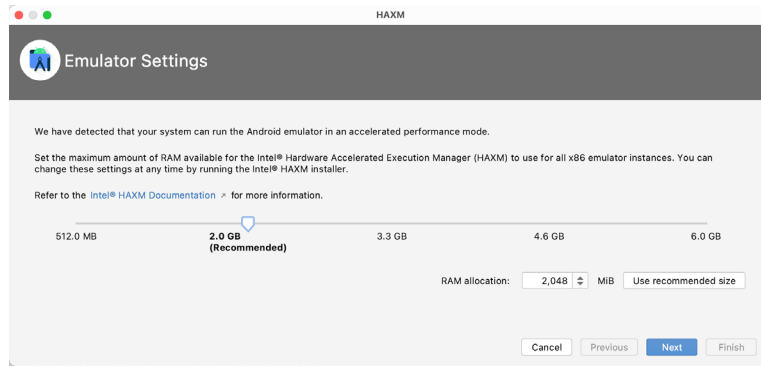 HAXM
Emulator Settings
We have detected that your system can run the Android emulator in an accelerated performance mode.
Set the maximum amount of RAM available for the Intel® Hardware Accelerated Execution Manager (HAXM) to use for all x86 emulator instances. You can
change these settings at any time by running the Intel® HAXM installer.
Refer to the Intel® HAXM Documentation ↗ for more information.
512.0 MB 2.0 GB 3.3 GB 4.6 GB 6.0 GB
(Recommended)
RAM allocation: 2,048 MiB Use recommended size
Cancel Previous Next Finish